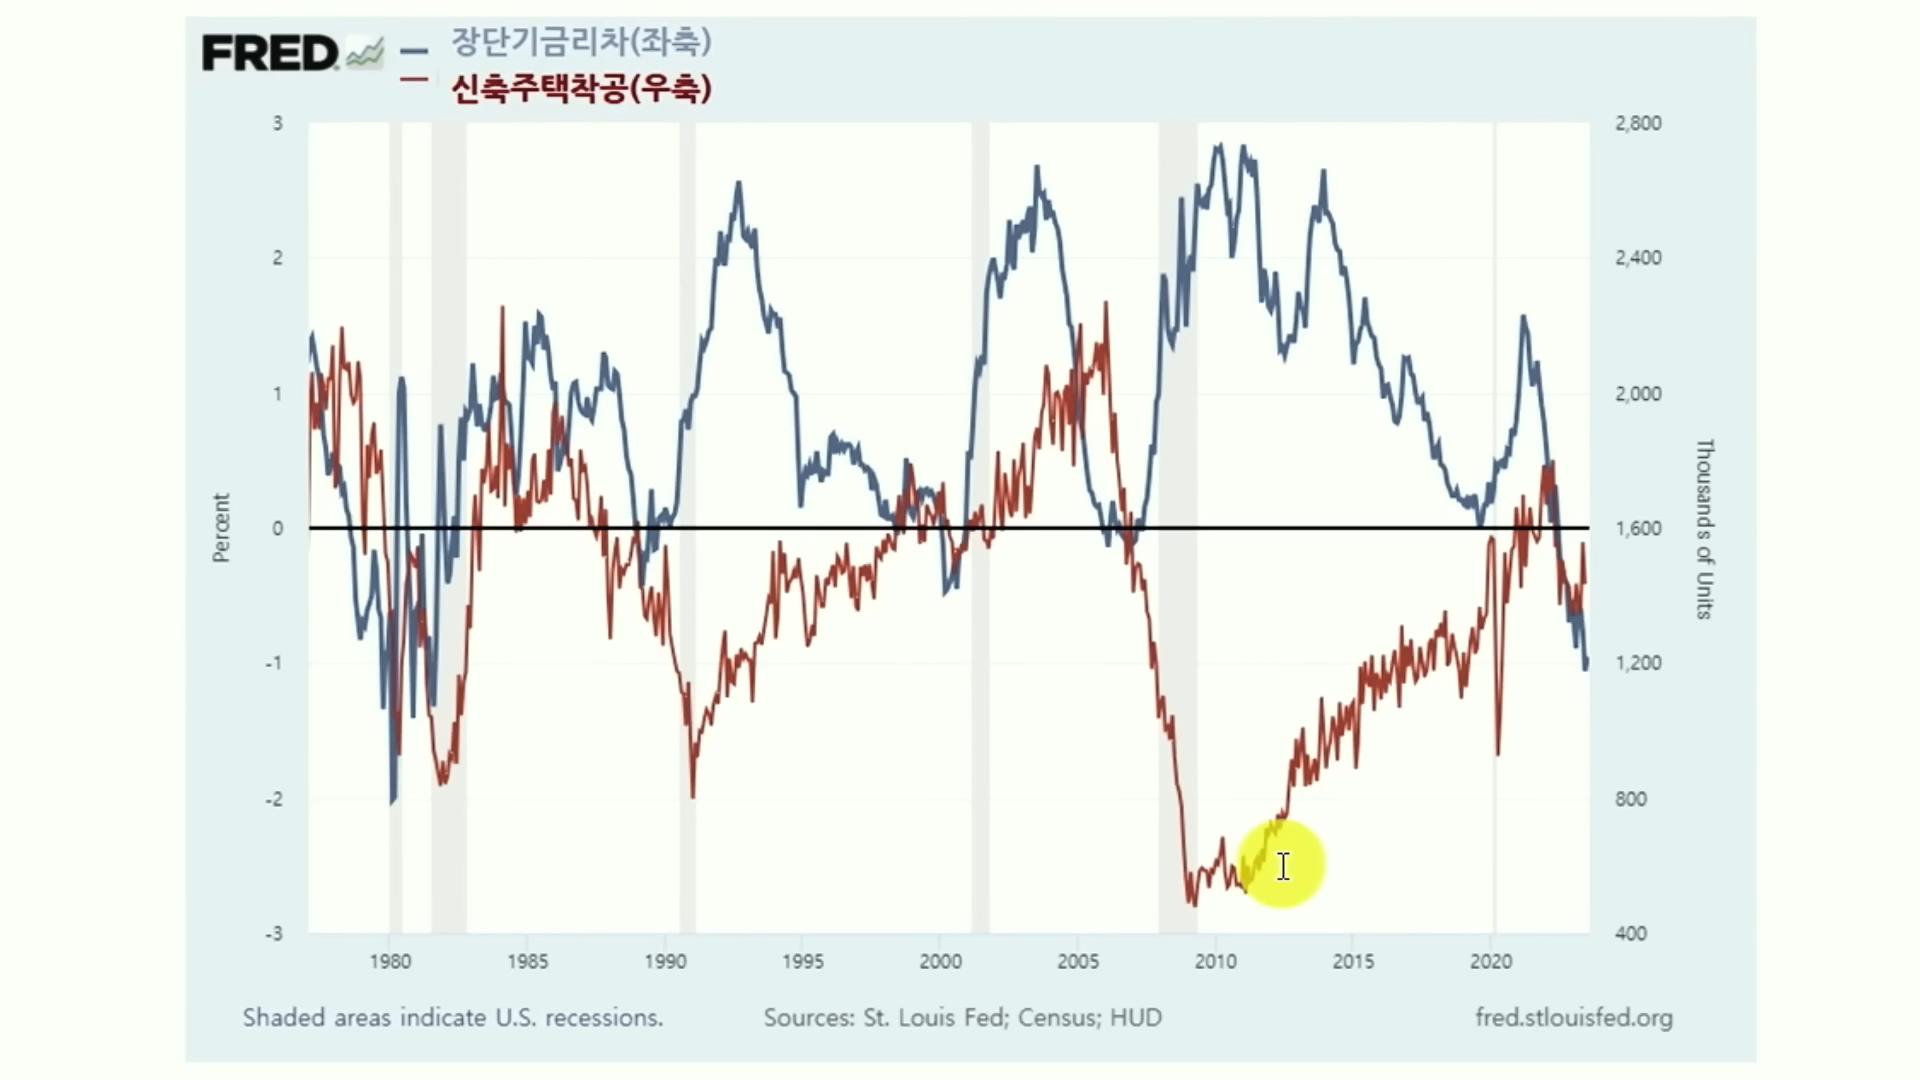 FRED
장단기금리차(좌축)
신축주택착공(우축)
3
2
1
0
-1
-2
-3
Percent
2,800
2,400
2,000
1,600
1,200
800
400
Thousands of Units
1980 1985 1990 1995 2000 2005 2010 2015 2020
Shaded areas indicate U.S. recessions. Sources: St. Louis Fed; Census; HUD fred.stlouisfed.org